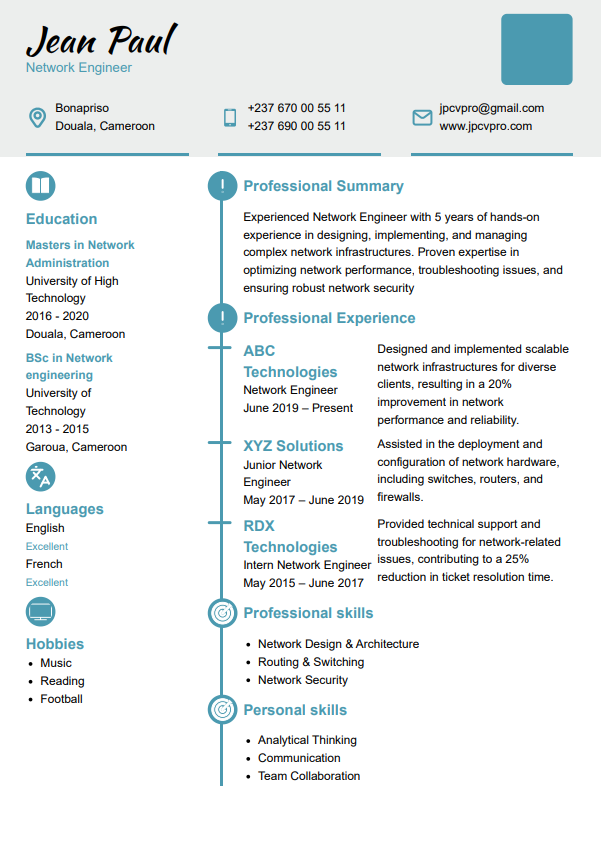 Jean Paul
Network Engineer
Bonapriso
Douala, Cameroon
+237 670 00 55 11
+237 690 00 55 11
jpcvpro@gmail.com
www.jpcvpro.com
Education
Masters in Network
Administration
University of High
Technology
2016 - 2020
Douala, Cameroon
BSc in Network
engineering
University of
Technology
2013 - 2015
Garoua, Cameroon
Languages
English
Excellent
French
Excellent
Hobbies
• Music
• Reading
• Football
Professional Summary
Experienced Network Engineer with 5 years of hands-on
experience in designing, implementing, and managing
complex network infrastructures. Proven expertise in
optimizing network performance, troubleshooting issues, and
ensuring robust network security
Professional Experience
ABC
Technologies
Network Engineer
June 2019 – Present
Designed and implemented scalable
network infrastructures for diverse
clients, resulting in a 20%
improvement in network
performance and reliability.
XYZ Solutions
Junior Network
Engineer
May 2017 – June 2019
Assisted in the deployment and
configuration of network hardware,
including switches, routers, and
firewalls.
RDX
Technologies
Intern Network Engineer
May 2015 – June 2017
Provided technical support and
troubleshooting for network-related
issues, contributing to a 25%
reduction in ticket resolution time.
Professional skills
• Network Design & Architecture
• Routing & Switching
• Network Security
Personal skills
• Analytical Thinking
• Communication
• Team Collaboration